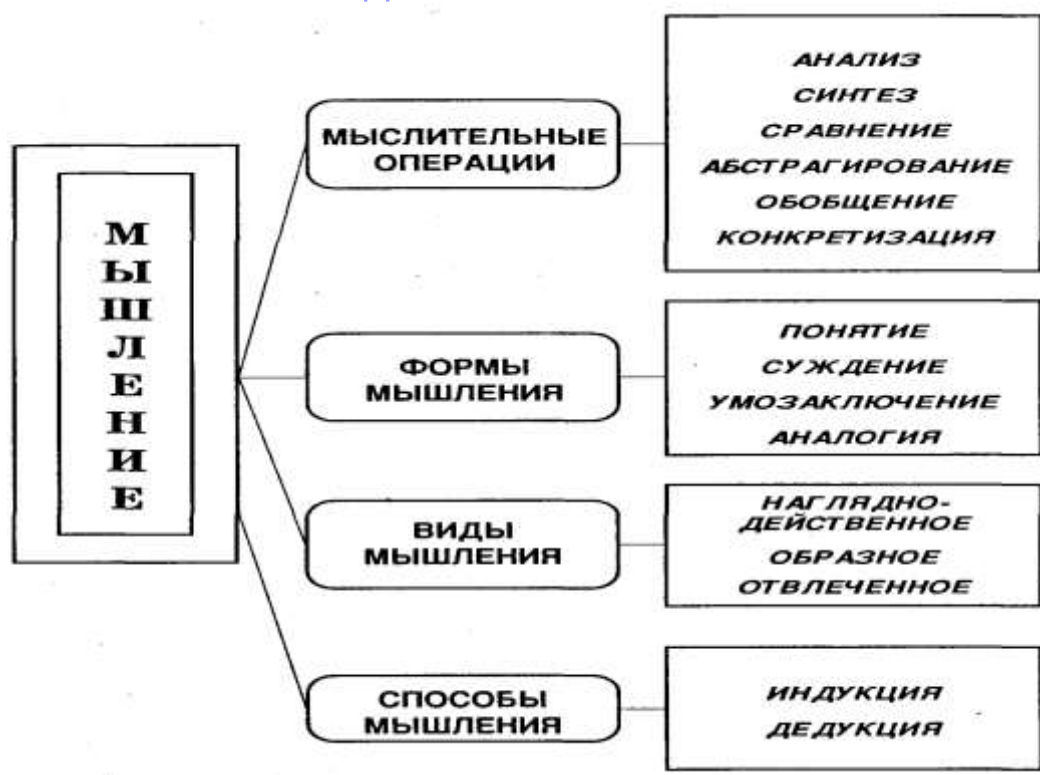 МЫШЛЕНИЕ
МЫСЛИТЕЛЬНЫЕ
ОПЕРАЦИИ
АНАЛИЗ
СИНТЕЗ
СРАВНЕНИЕ
АБСТРАГИРОВАНИЕ
ОБОБЩЕНИЕ
КОНКРЕТИЗАЦИЯ
ФОРМЫ
МЫШЛЕНИЯ
ПОНЯТИЕ
СУЖДЕНИЕ
УМОЗАКЛЮЧЕНИЕ
АНАЛОГИЯ
ВИДЫ
МЫШЛЕНИЯ
НАГЛЯДНО-
ДЕЙСТВЕННОЕ
ОБРАЗНОЕ
ОТВЛЕЧЕННОЕ
СПОСОБЫ
МЫШЛЕНИЯ
ИНДУКЦИЯ
ДЕДУКЦИЯ